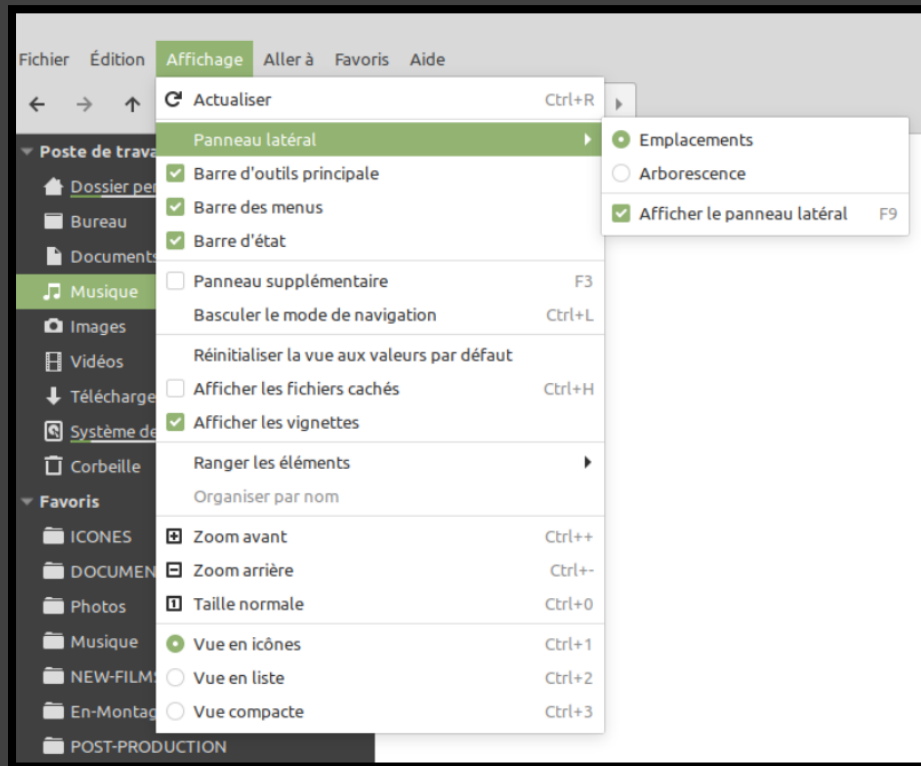 Fichier Édition Affichage Aller à Favoris Aide
Actualiser Ctrl+R
Panneau latéral
Barre d'outils principale
Barre des menus
Barre d'état
Panneau supplémentaire F3
Basculer le mode de navigation Ctrl+L
Réinitialiser la vue aux valeurs par défaut
Afficher les fichiers cachés Ctrl+H
Afficher les vignettes
Ranger les éléments
Organiser par nom
Zoom avant Ctrl++
Zoom arrière Ctrl+-
Taille normale Ctrl+0
Vue en icônes Ctrl+1
Vue en liste Ctrl+2
Vue compacte Ctrl+3
Emplacements
Arborescence
Afficher le panneau latéral F9
Poste de trava
Dossier per
Bureau
Documents
Musique
Images
Vidéos
Télécharge
Système de
Corbeille
Favoris
ICONES
DOCUMEN
Photos
Musique
NEW-FILMS
En-Montag
POST-PRODUCTION